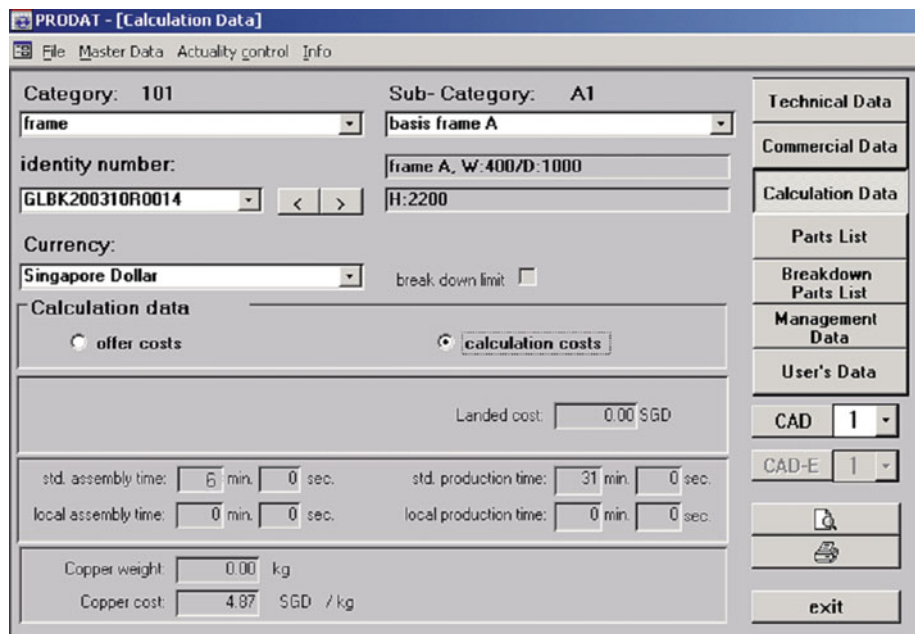 PRODAT - [Calculation Data]
File Master Data Actuality control Info
Category: 101
Sub- Category: A1
frame
basis frame A
identity number:
frame A, W:400/D:1000
GLBK200310R0014
< >
H:2200
Currency:
Singapore Dollar
break down limit
Calculation data
offer costs
calculation costs
Landed cost: 0.00 SGD
std. assembly time: 6 min. 0 sec.
std. production time: 31 min. 0 sec.
local assembly time: 0 min. 0 sec.
local production time: 0 min. 0 sec.
Copper weight: 0.00 kg
Copper cost: 4.87 SGD / kg
Technical Data
Commercial Data
Calculation Data
Parts List
Breakdown
Parts List
Management
Data
User's Data
CAD 1
CAD-E 1
exit